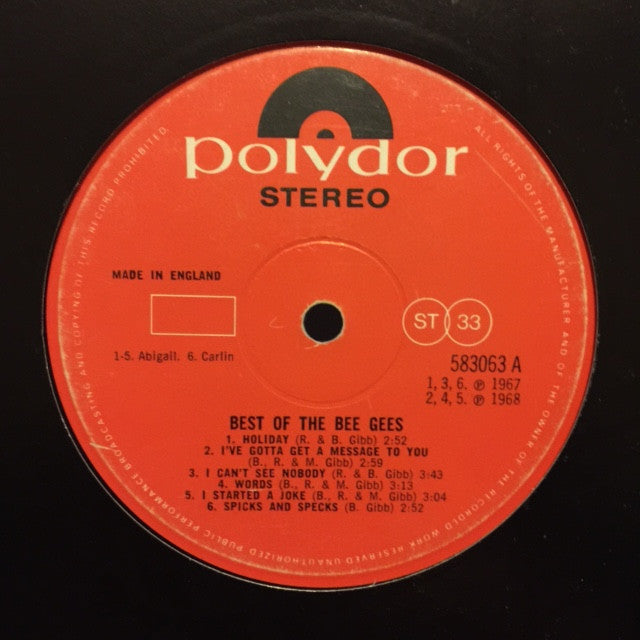 polydor
STEREO
MADE IN ENGLAND
1-5. Abigail. 6. Carlin
ST 33
583063 A
1, 3, 6. ℗ 1967
2, 4, 5. ℗ 1968
BEST OF THE BEE GEES
1. HOLIDAY (R. & B. Gibb) 2:52
2. I'VE GOTTA GET A MESSAGE TO YOU
(B., R. & M. Gibb) 2:59
3. I CAN'T SEE NOBODY (R. & B. Gibb) 3:43
4. WORDS (B., R. & M. Gibb) 3:13
5. I STARTED A JOKE (B., R. & M. Gibb) 3:04
6. SPICKS AND SPECKS (B. Gibb) 2:52
ALL RIGHTS OF THE MANUFACTURER AND OF THE OWNER OF THE RECORDED WORK RESERVED UNAUTHORIZED PUBLIC PERFORMANCE BROADCASTING AND COPYING OF THIS RECORD PROHIBITED.